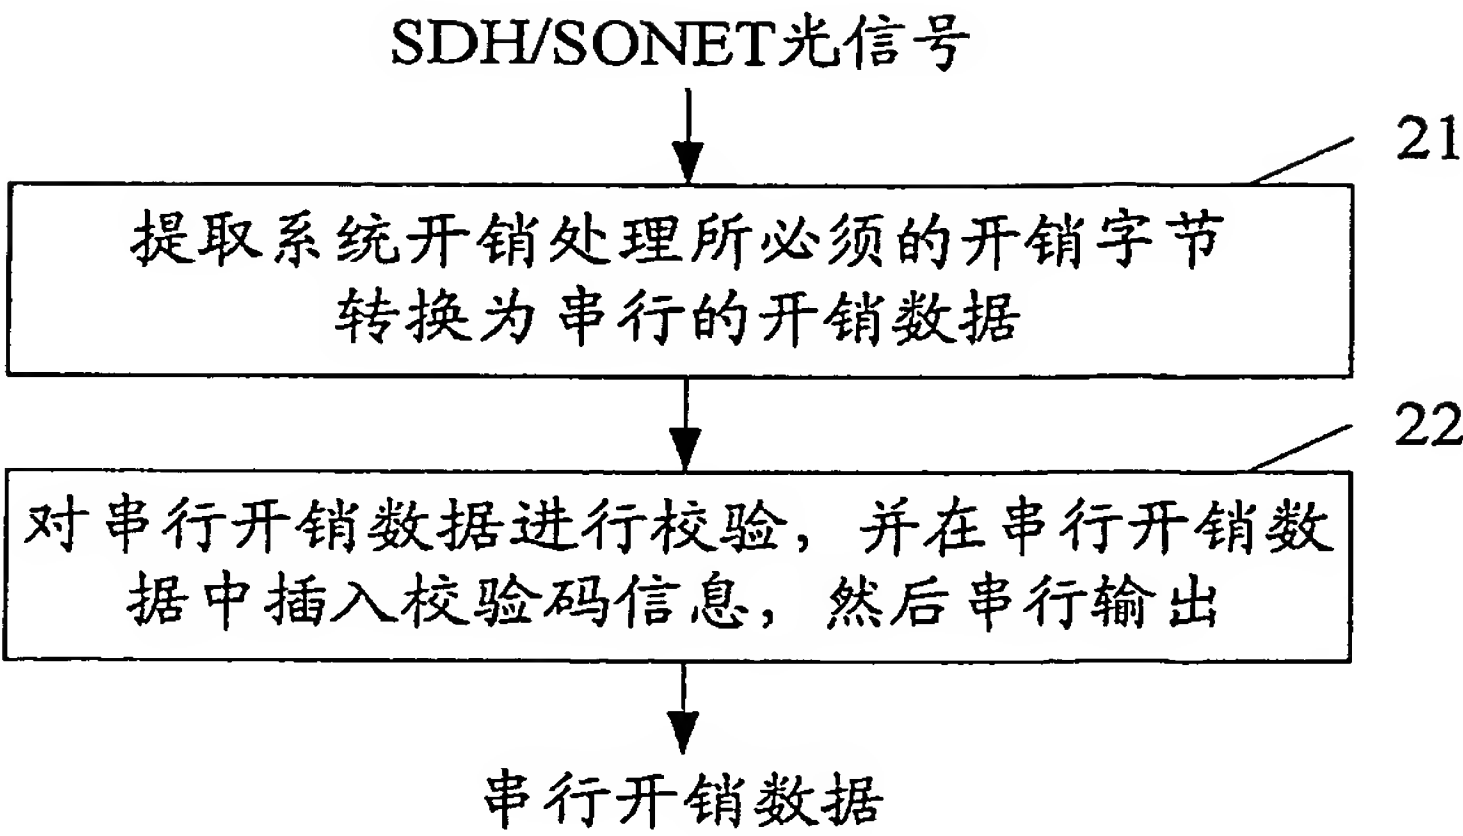 SDH/SONET光信号
21
提取系统开销处理所必须的开销字节
转换为串行的开销数据
22
对串行开销数据进行校验，并在串行开销数
据中插入校验码信息，然后串行输出
串行开销数据